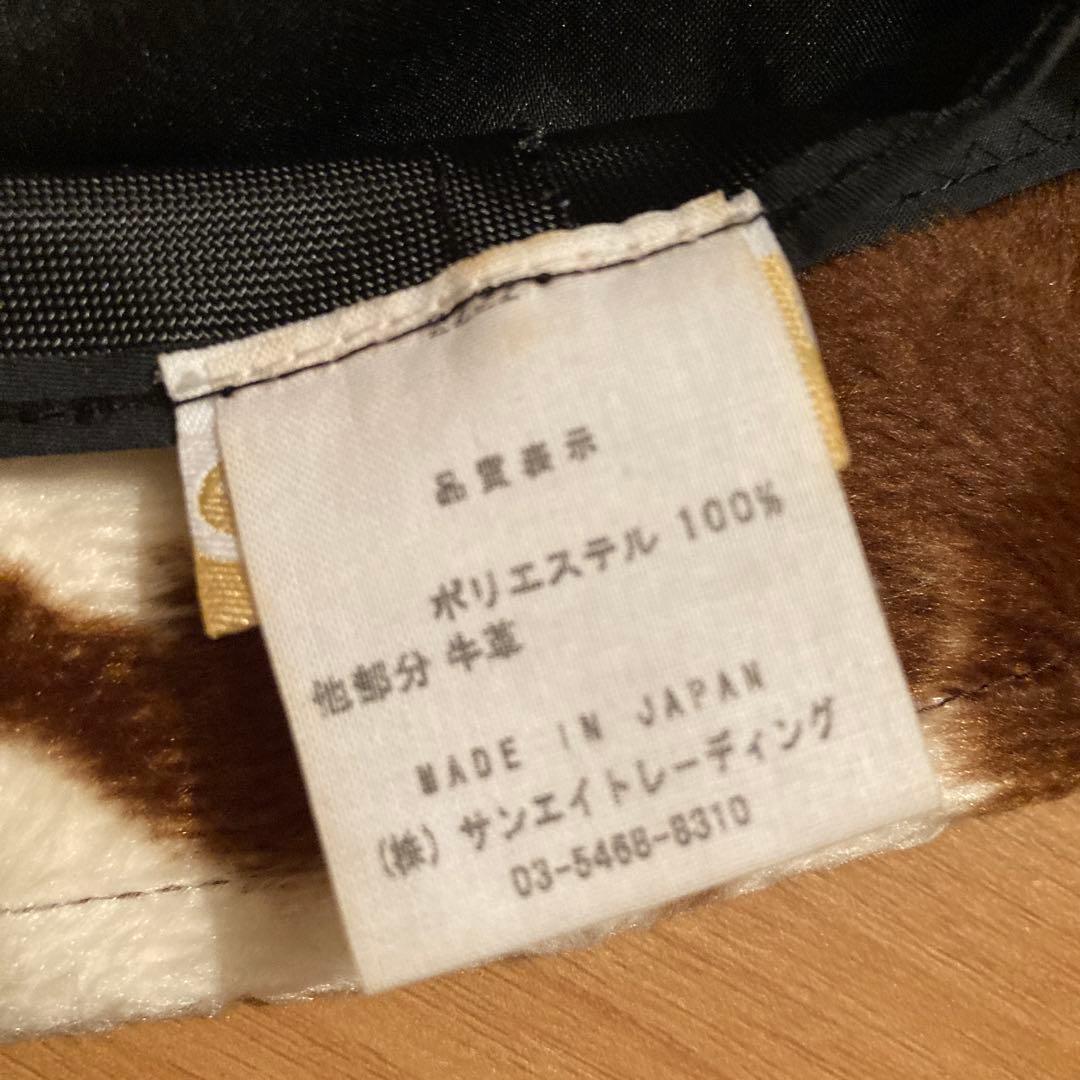 品質表示
ポリエステル 100%
他部分 牛革
MADE IN JAPAN
(株) サンエイトレーディング
03-5468-8310